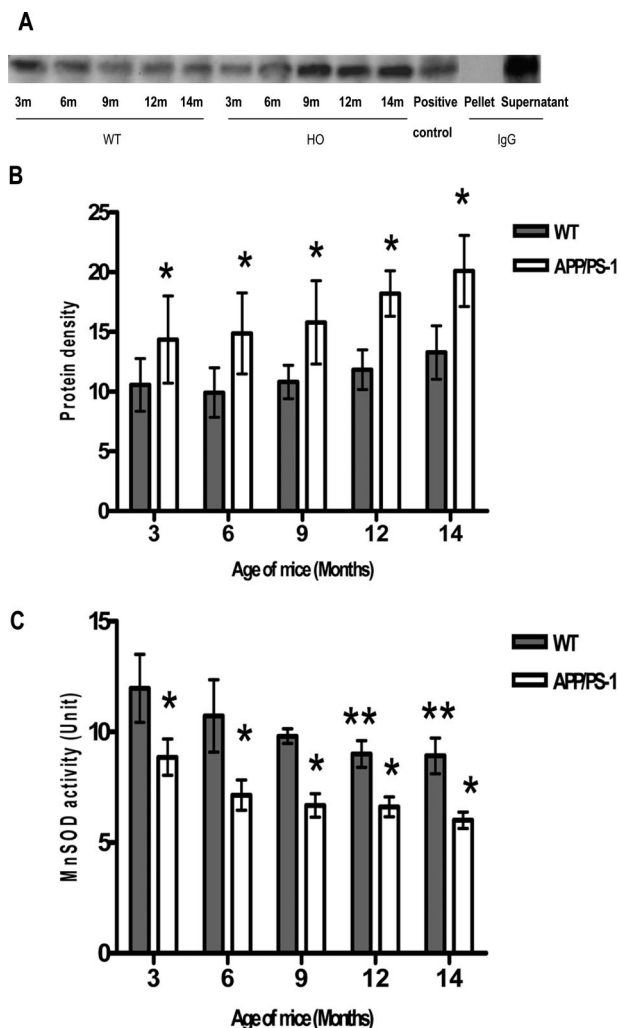 A
3m 6m 9m 12m 14m 3m 6m 9m 12m 14m Positive control Pellet Supernatant
WT HO IgG
B
25
20
15
10
5
0
Protein density
* * * * *
WT
APP/PS-1
3 6 9 12 14
Age of mice (Months)
C
15
10
5
0
MnSOD activity (Unit)
* * * ** * ** *
WT
APP/PS-1
3 6 9 12 14
Age of mice (Months)